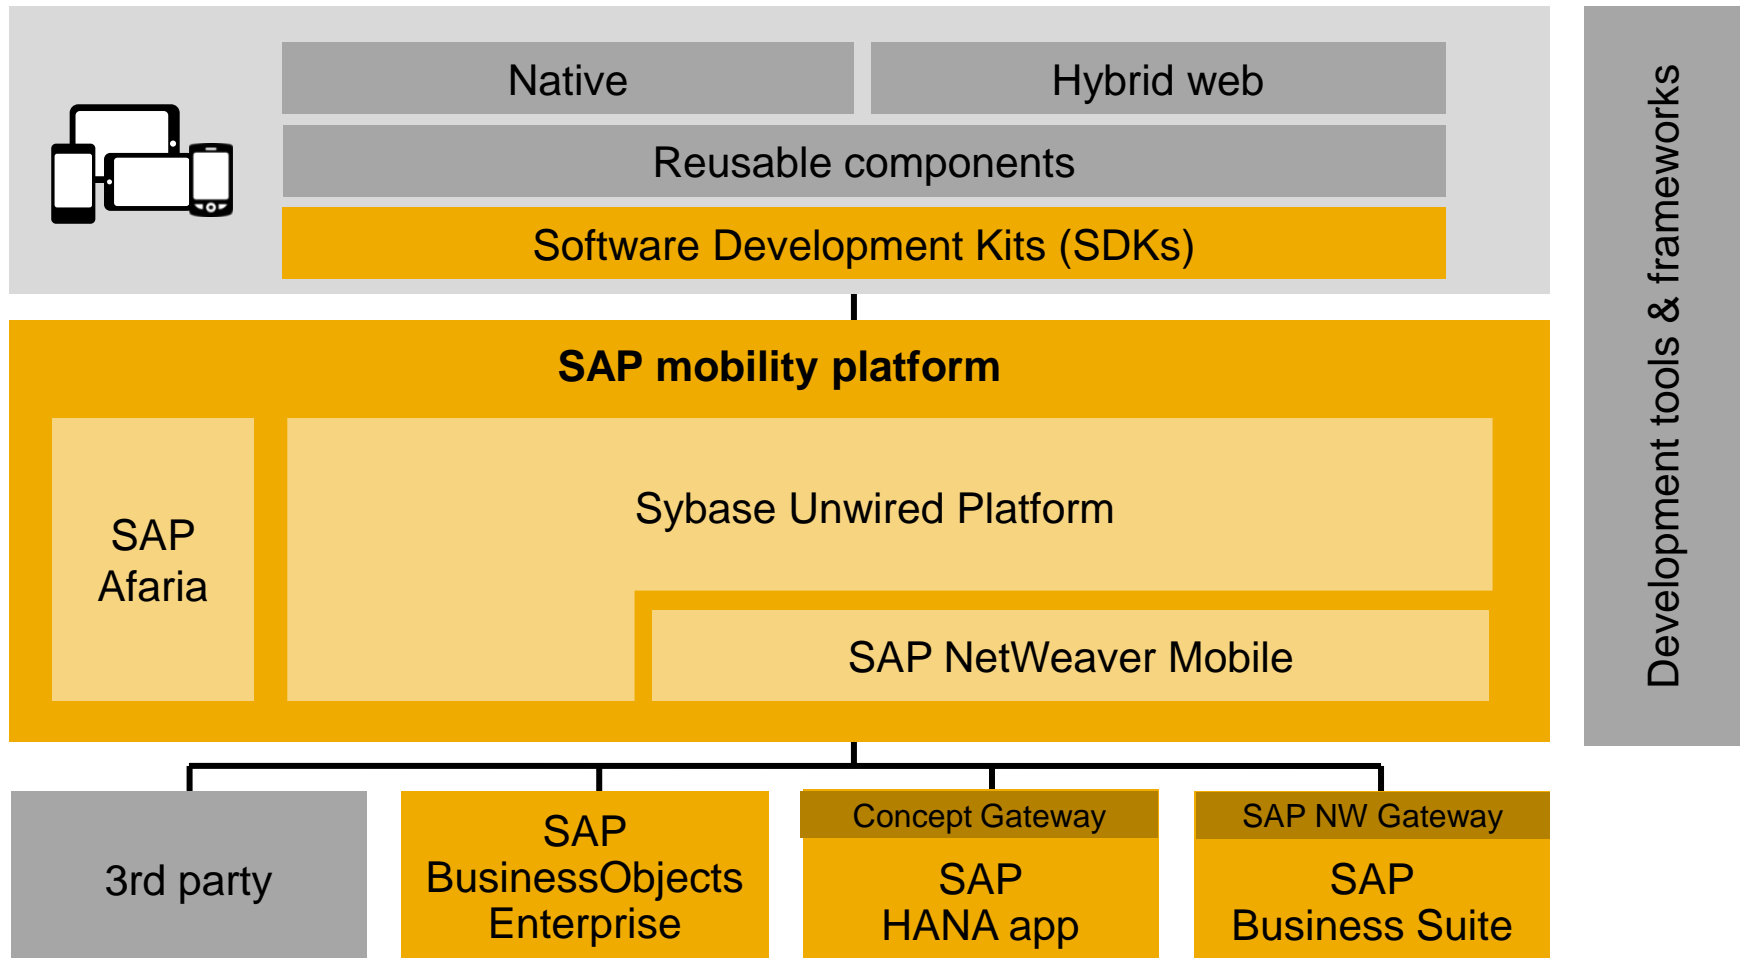 Native
Hybrid web
Reusable components
Software Development Kits (SDKs)
SAP mobility platform
SAP
Afaria
Sybase Unwired Platform
SAP NetWeaver Mobile
3rd party
SAP
BusinessObjects
Enterprise
Concept Gateway
SAP
HANA app
SAP NW Gateway
SAP
Business Suite
Development tools & frameworks